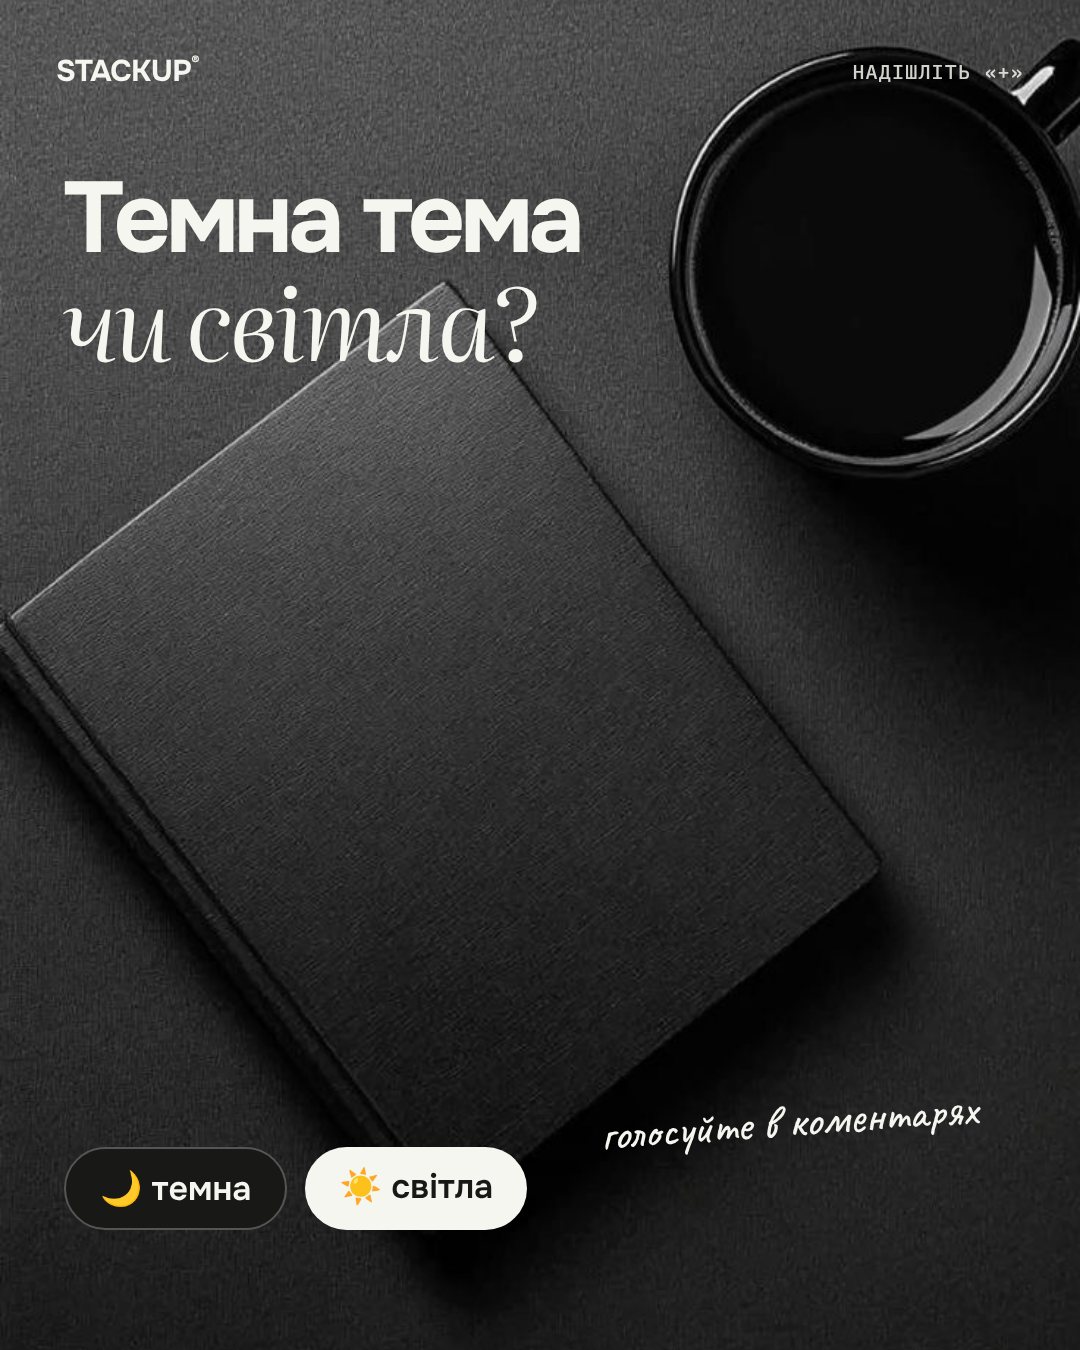 STACKUP®
НАДІШЛІТЬ «+»
Темна тема
чи світла?
голосуйте в коментарях
🌙 темна
☀️ світла